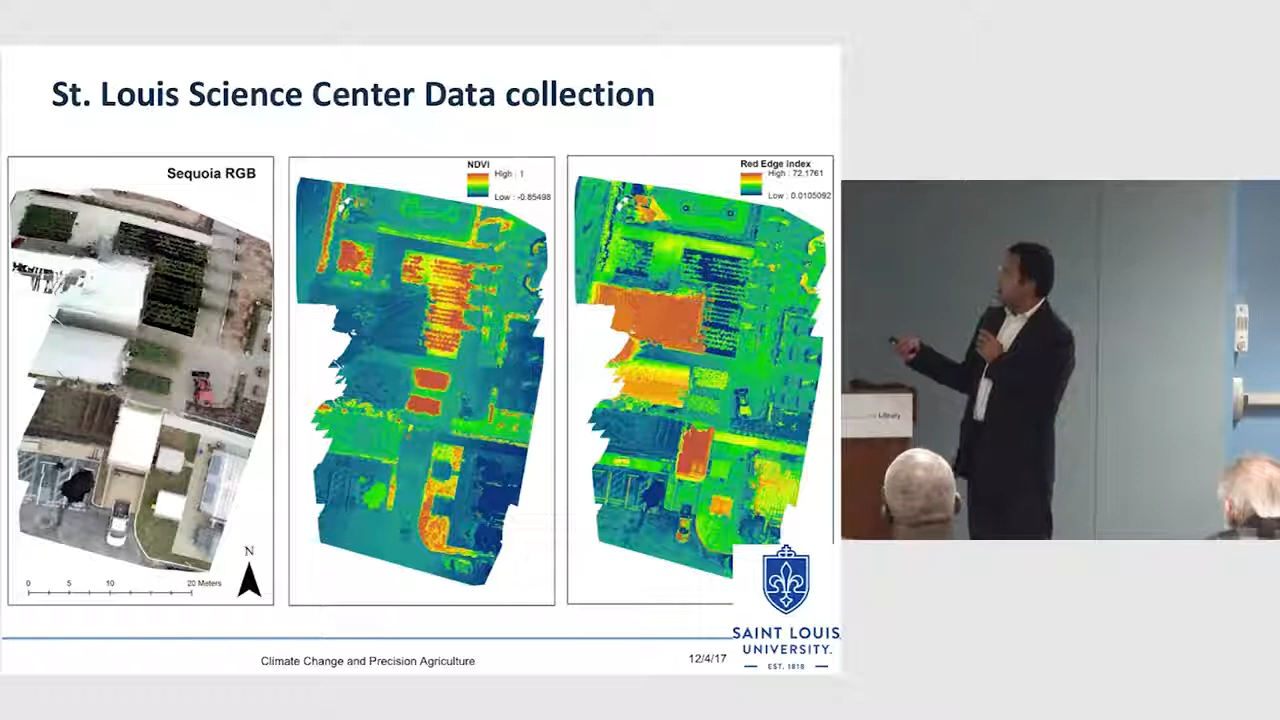 St. Louis Science Center Data collection
Sequoia RGB
N
0 5 10 20 Meters
NDVI
High : 1
Low : -0.85498
Red Edge Index
High : 72.1761
Low : 0.0105092
Library
Climate Change and Precision Agriculture
12/4/17
SAINT LOUIS
UNIVERSITY.
EST. 1818